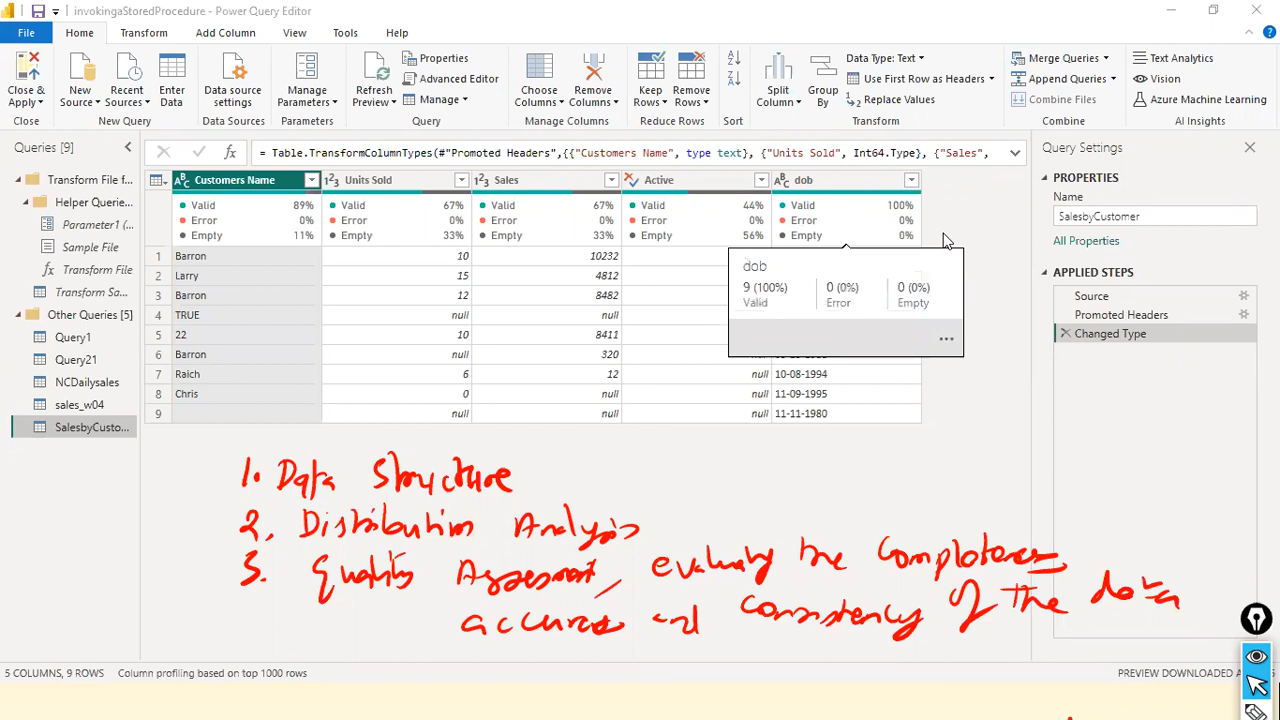 invokingaStoredProcedure - Power Query Editor
File Home Transform Add Column View Tools Help
Close & Apply New Source Recent Sources Enter Data Data source settings Manage Parameters Refresh Preview Properties Advanced Editor Manage Choose Columns Remove Columns Keep Rows Remove Rows Split Column Group By Data Type: Text Use First Row as Headers Replace Values Merge Queries Append Queries Combine Files Text Analytics Vision Azure Machine Learning
Close New Query Data Sources Parameters Query Manage Columns Reduce Rows Sort Transform Combine AI Insights
Queries [9]
Transform File f
Helper Querie...
Parameter1 (
Sample File
Transform File
Transform Sa...
Other Queries [5]
Query1
Query21
NCDailysales
sales_w04
SalesbyCusto...
= Table.TransformColumnTypes(#"Promoted Headers",{{"Customers Name", type text}, {"Units Sold", Int64.Type}, {"Sales",
Customers Name Units Sold Sales Active dob
Valid 89% Valid 67% Valid 67% Valid 44% Valid 100%
Error 0% Error 0% Error 0% Error 0% Error 0%
Empty 11% Empty 33% Empty 33% Empty 56% Empty 0%
1 Barron 10 10232
2 Larry 15 4812
3 Barron 12 8482
4 TRUE null null
5 22 10 8411
6 Barron null 320
7 Raich 6 12 null 10-08-1994
8 Chris 0 null null 11-09-1995
9 null null null 11-11-1980
dob
9 (100%) 0 (0%) 0 (0%)
Valid Error Empty
...
1. Data Structure
2. Distribution Analysis
3. Quality evaluaty the
and consistency of the data
Query Settings
PROPERTIES
Name
SalesbyCustomer
All Properties
APPLIED STEPS
Source
Promoted Headers
Changed Type
5 COLUMNS, 9 ROWS Column profiling based on top 1000 rows
PREVIEW DOWNLOADED A